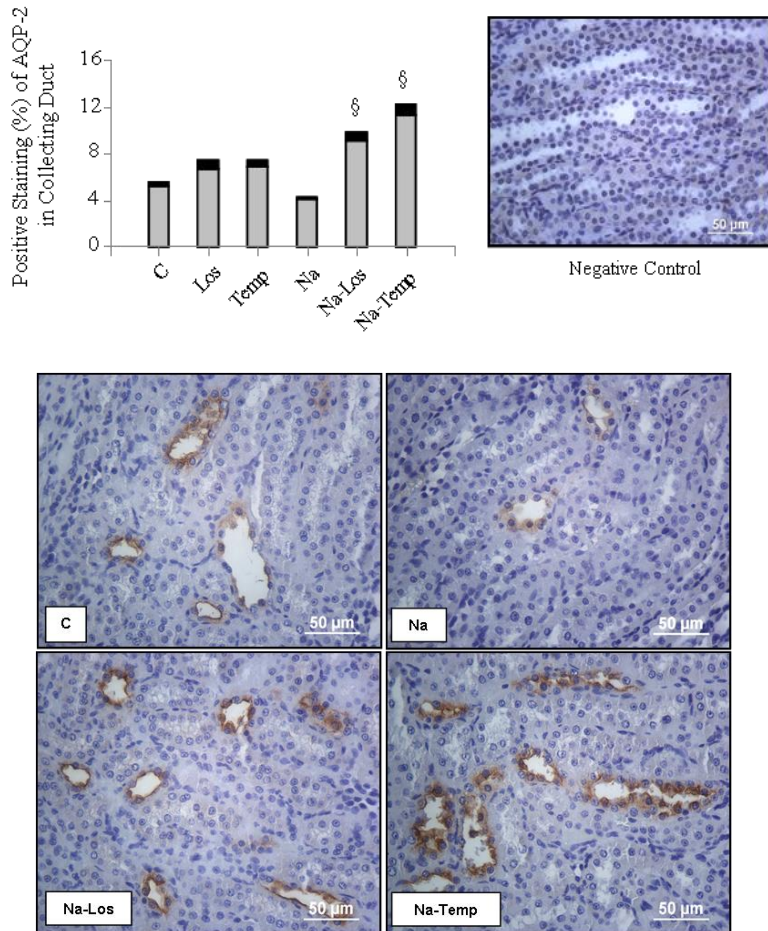 Positive Staining (%) of AQP-2
in Collecting Duct
16
12
8
4
0
§
§
C
Los
Temp
Na
Na-Los
Na-Temp
50 µm
Negative Control
C
50 µm
Na
50 µm
Na-Los
50 µm
Na-Temp
50 µm